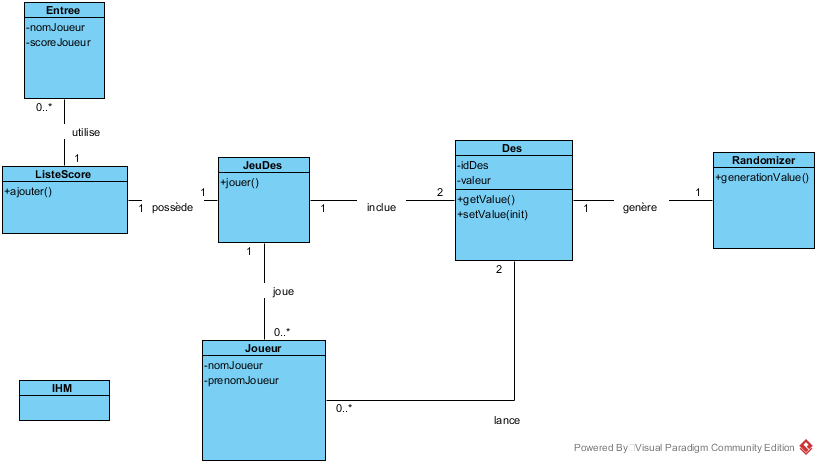 Entree
-nomJoueur
-scoreJoueur
0..*
utilise
1
ListeScore
+ajouter()
1
possède
1
JeuDes
+jouer()
1
inclue
2
Des
-idDes
-valeur
+getValue()
+setValue(init)
1
genère
1
Randomizer
+generationValue()
1
joue
0..*
2
Joueur
-nomJoueur
-prenomJoueur
0..*
lance
IHM
Powered By Visual Paradigm Community Edition